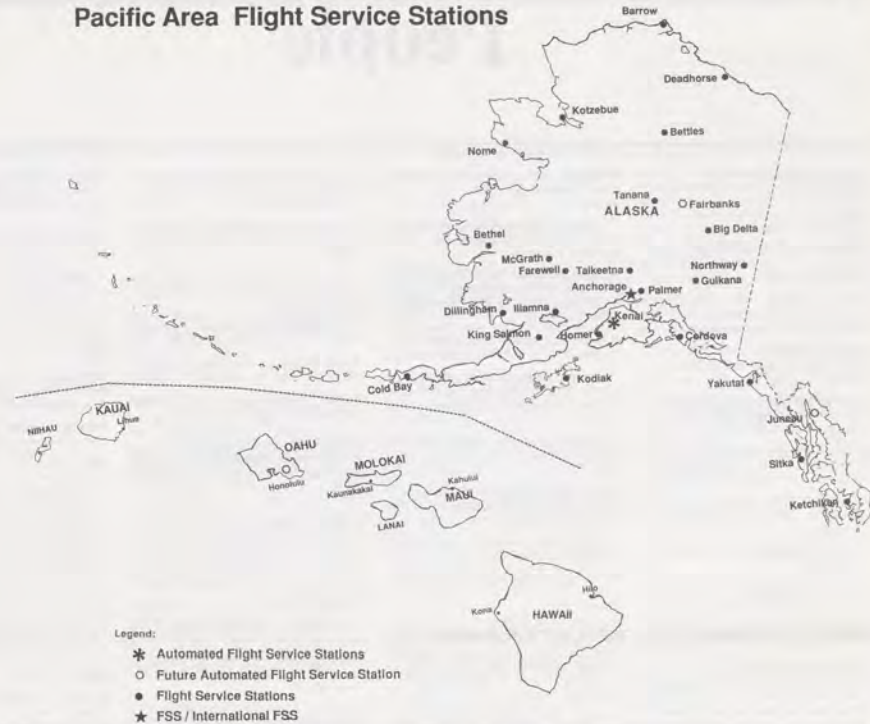 Pacific Area Flight Service Stations
Barrow
Deadhorse
Kotzebue
Bettles
Nome
Tanana
Fairbanks
ALASKA
Big Delta
Bethel
McGrath
Northway
Farewell
Talkeetna
Gulkana
Anchorage
Palmer
Dillingham
Iliamna
Kenai
King Salmon
Homer
Cordova
Cold Bay
Kodiak
Yakutat
KAUAI
Lihue
NIIHAU
Juneau
OAHU
MOLOKAI
Sitka
Honolulu
Kaunakakai
Kahului
MAUI
Ketchikan
LANAI
Hilo
Kona
HAWAII
Legend:
Automated Flight Service Stations
Future Automated Flight Service Station
Flight Service Stations
FSS / International FSS